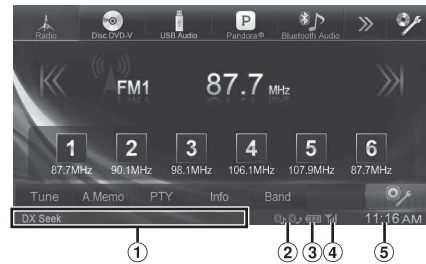 Radio Disc DVD-V USB Audio P Pandora® Bluetooth Audio
FM1 87.7 MHz
1 2 3 4 5 6
87.7MHz 90.1MHz 98.1MHz 106.1MHz 107.9MHz 87.7MHz
Tune A.Memo PTY Info Band
DX Seek 11:16 AM
1 2 3 4 5